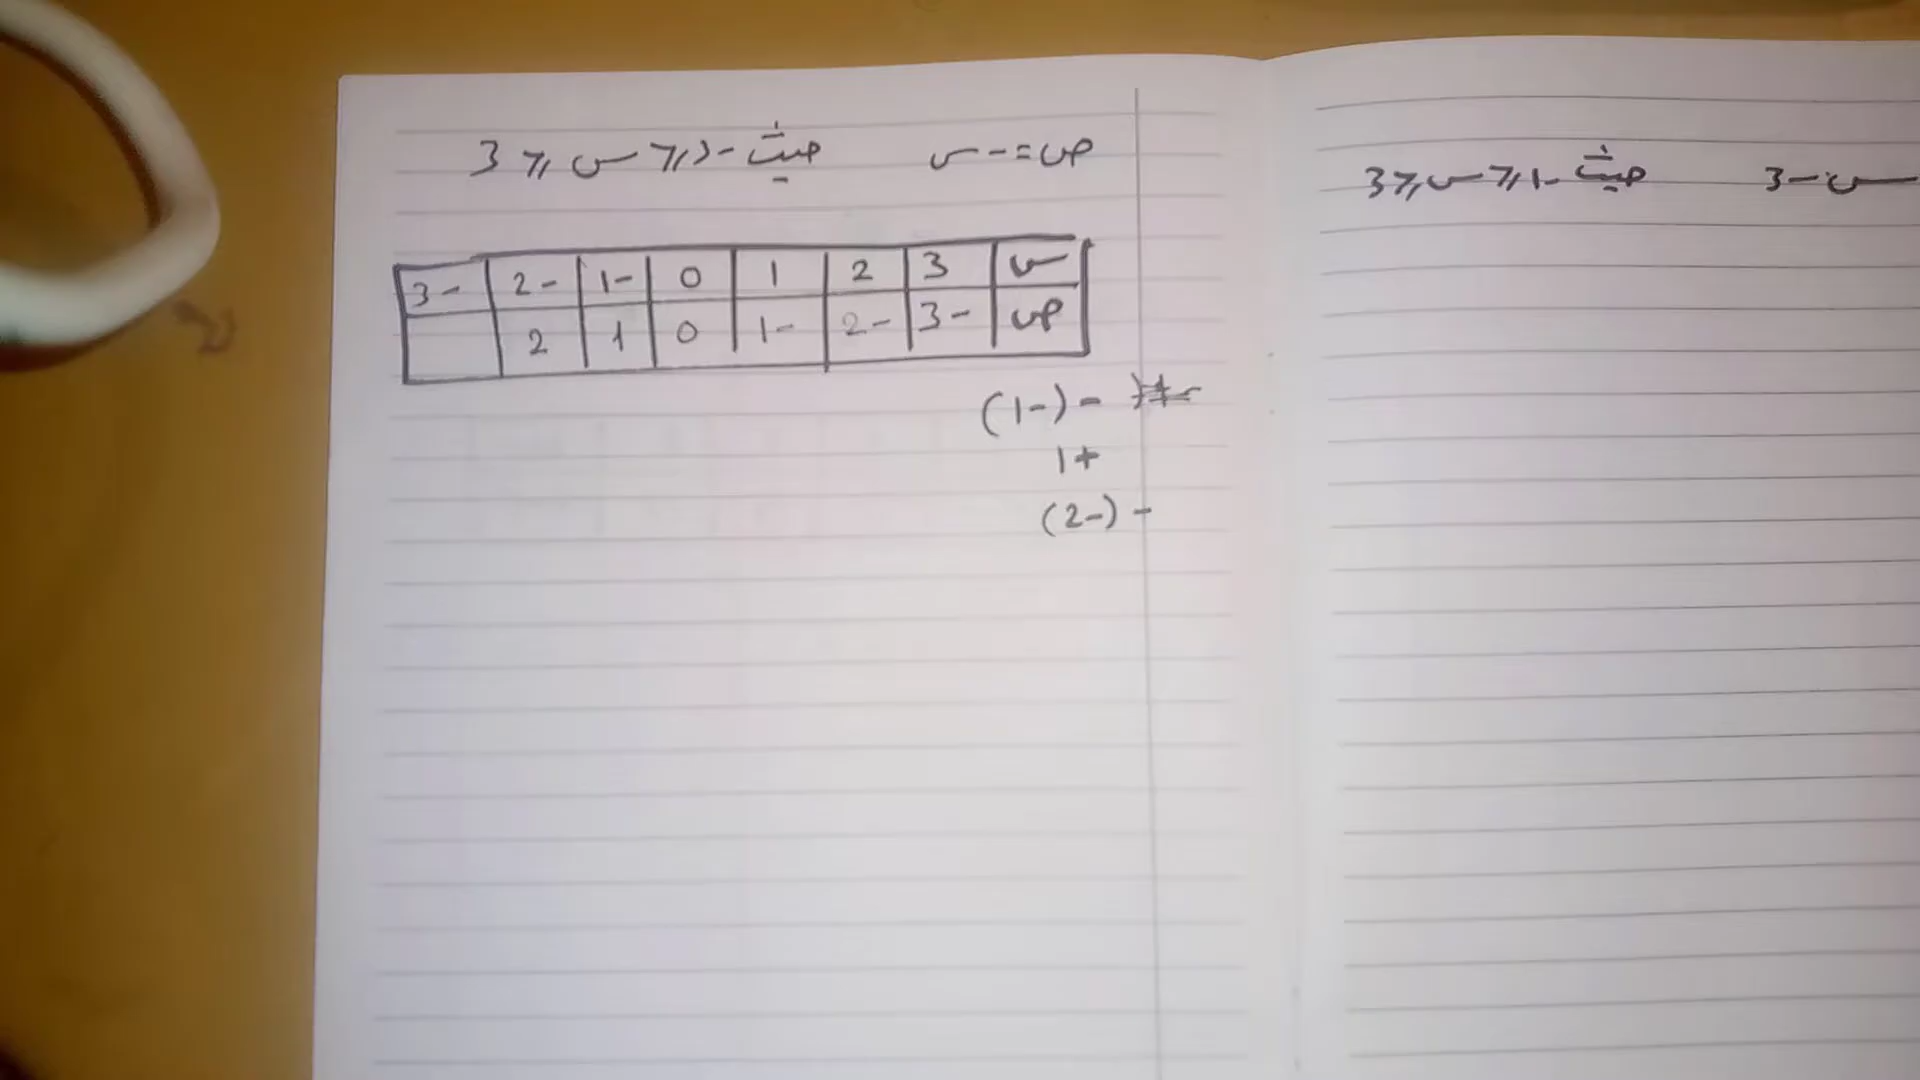 ص = - س    حيث -3 ≤ س ≤ 3
س | 3 | 2 | 1 | 0 | 1- | 2- | 3-
ص | 3- | 2- | 1- | 0 | 1 | 2
- (1-)
+ 1
- (2-)
س - 3    حيث -1 ≤ س ≤ 3